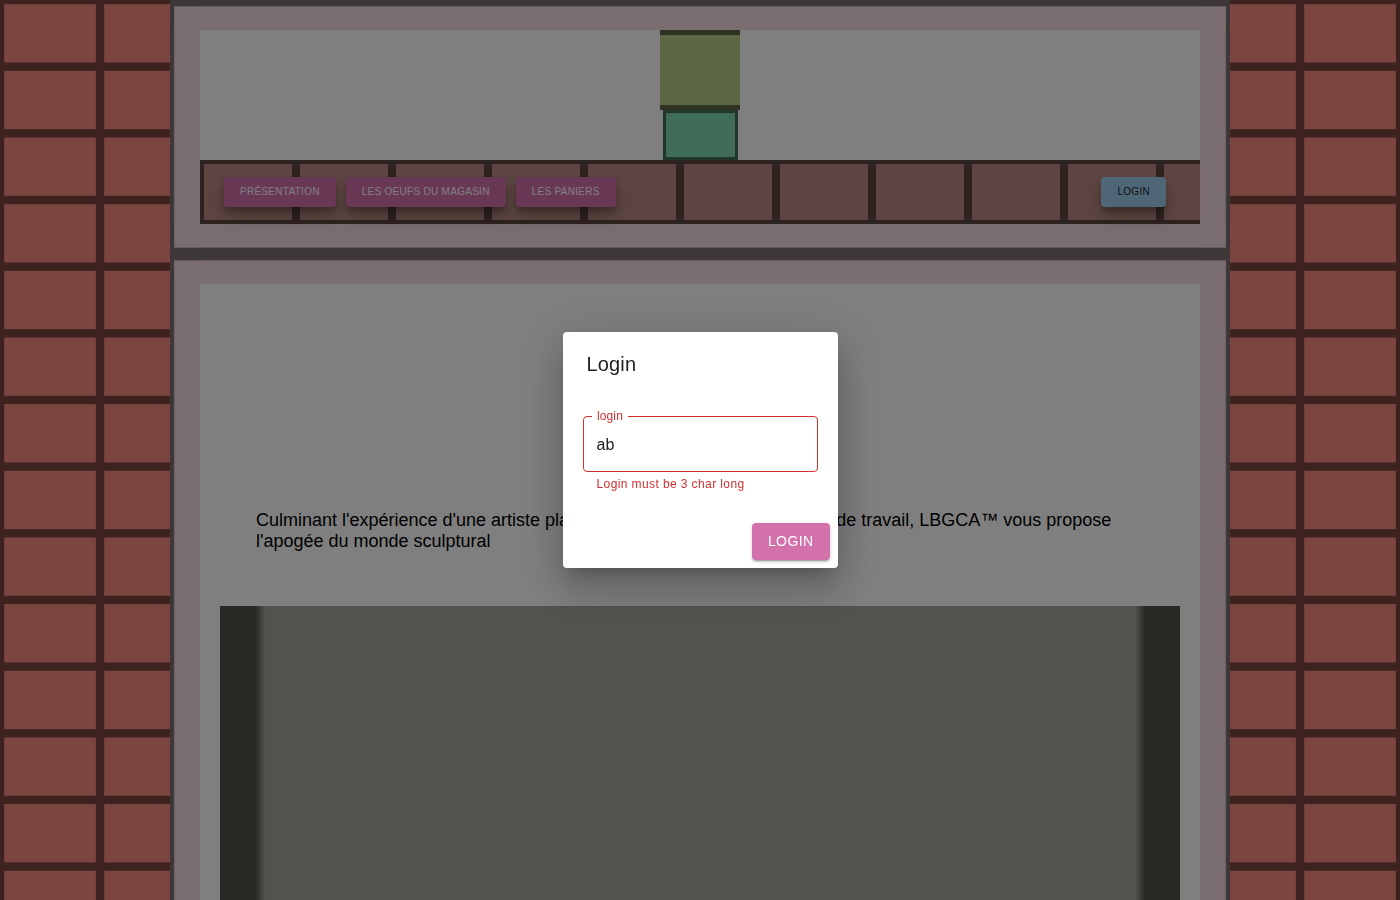 PRÉSENTATION
LES OEUFS DU MAGASIN
LES PANIERS
LOGIN
Login
login
ab
Login must be 3 char long
LOGIN
Culminant l'expérience d'une artiste de travail, LBGCA™ vous propose
l'apogée du monde sculptural